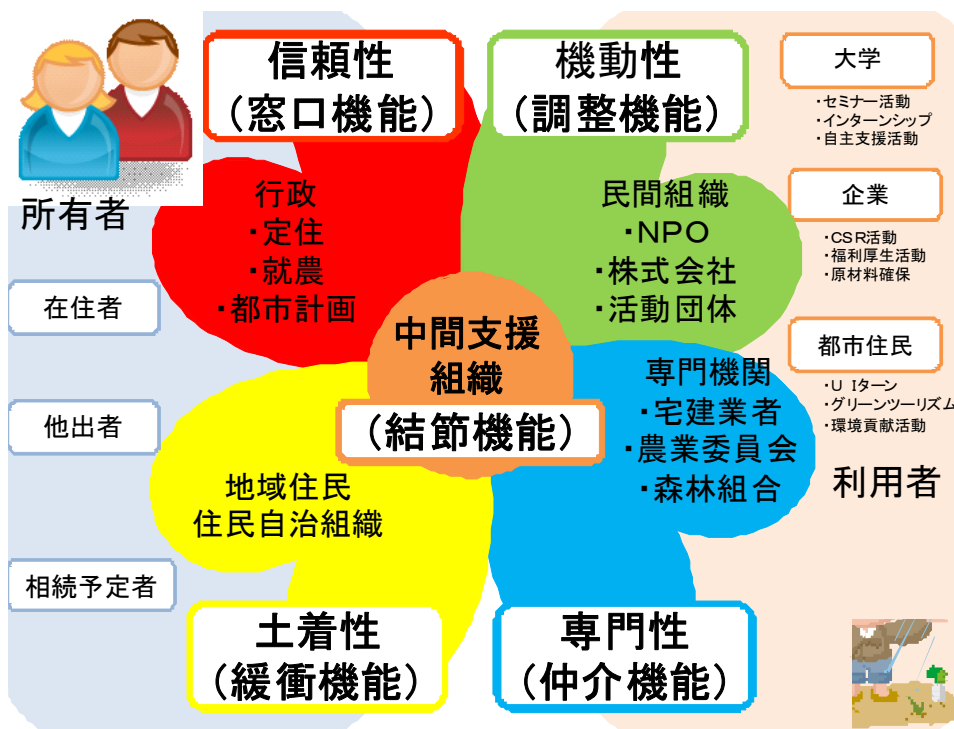 所有者
在住者
他出者
相続予定者
信頼性
(窓口機能)
行政
・定住
・就農
・都市計画
機動性
(調整機能)
民間組織
・NPO
・株式会社
・活動団体
中間支援
組織
(結節機能)
地域住民
住民自治組織
土着性
(緩衝機能)
専門機関
・宅建業者
・農業委員会
・森林組合
専門性
(仲介機能)
大学
・セミナー活動
・インターンシップ
・自主支援活動
企業
・CSR活動
・福利厚生活動
・原材料確保
都市住民
・U Iターン
・グリーンツーリズム
・環境貢献活動
利用者